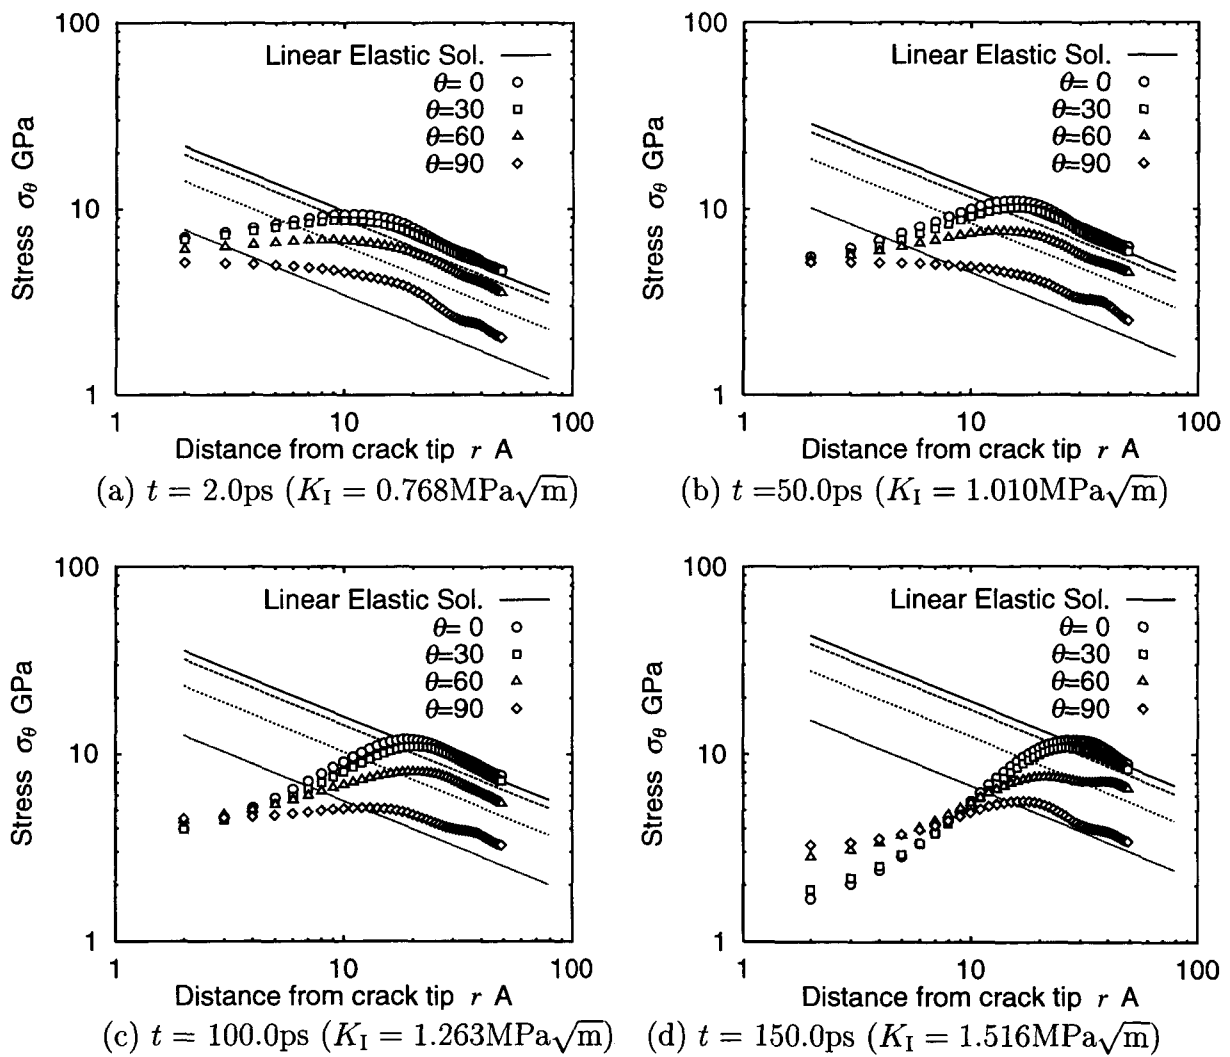 100
Linear Elastic Sol.
θ= 0
θ=30
θ=60
θ=90
10
1
Stress σθ GPa
1 10 100
Distance from crack tip r A
(a) t = 2.0ps (KI = 0.768MPa√m)
100
Linear Elastic Sol.
θ= 0
θ=30
θ=60
θ=90
10
1
Stress σθ GPa
1 10 100
Distance from crack tip r A
(b) t =50.0ps (KI = 1.010MPa√m)
100
Linear Elastic Sol.
θ= 0
θ=30
θ=60
θ=90
10
1
Stress σθ GPa
1 10 100
Distance from crack tip r A
(c) t = 100.0ps (KI = 1.263MPa√m)
100
Linear Elastic Sol.
θ= 0
θ=30
θ=60
θ=90
10
1
Stress σθ GPa
1 10 100
Distance from crack tip r A
(d) t = 150.0ps (KI = 1.516MPa√m)